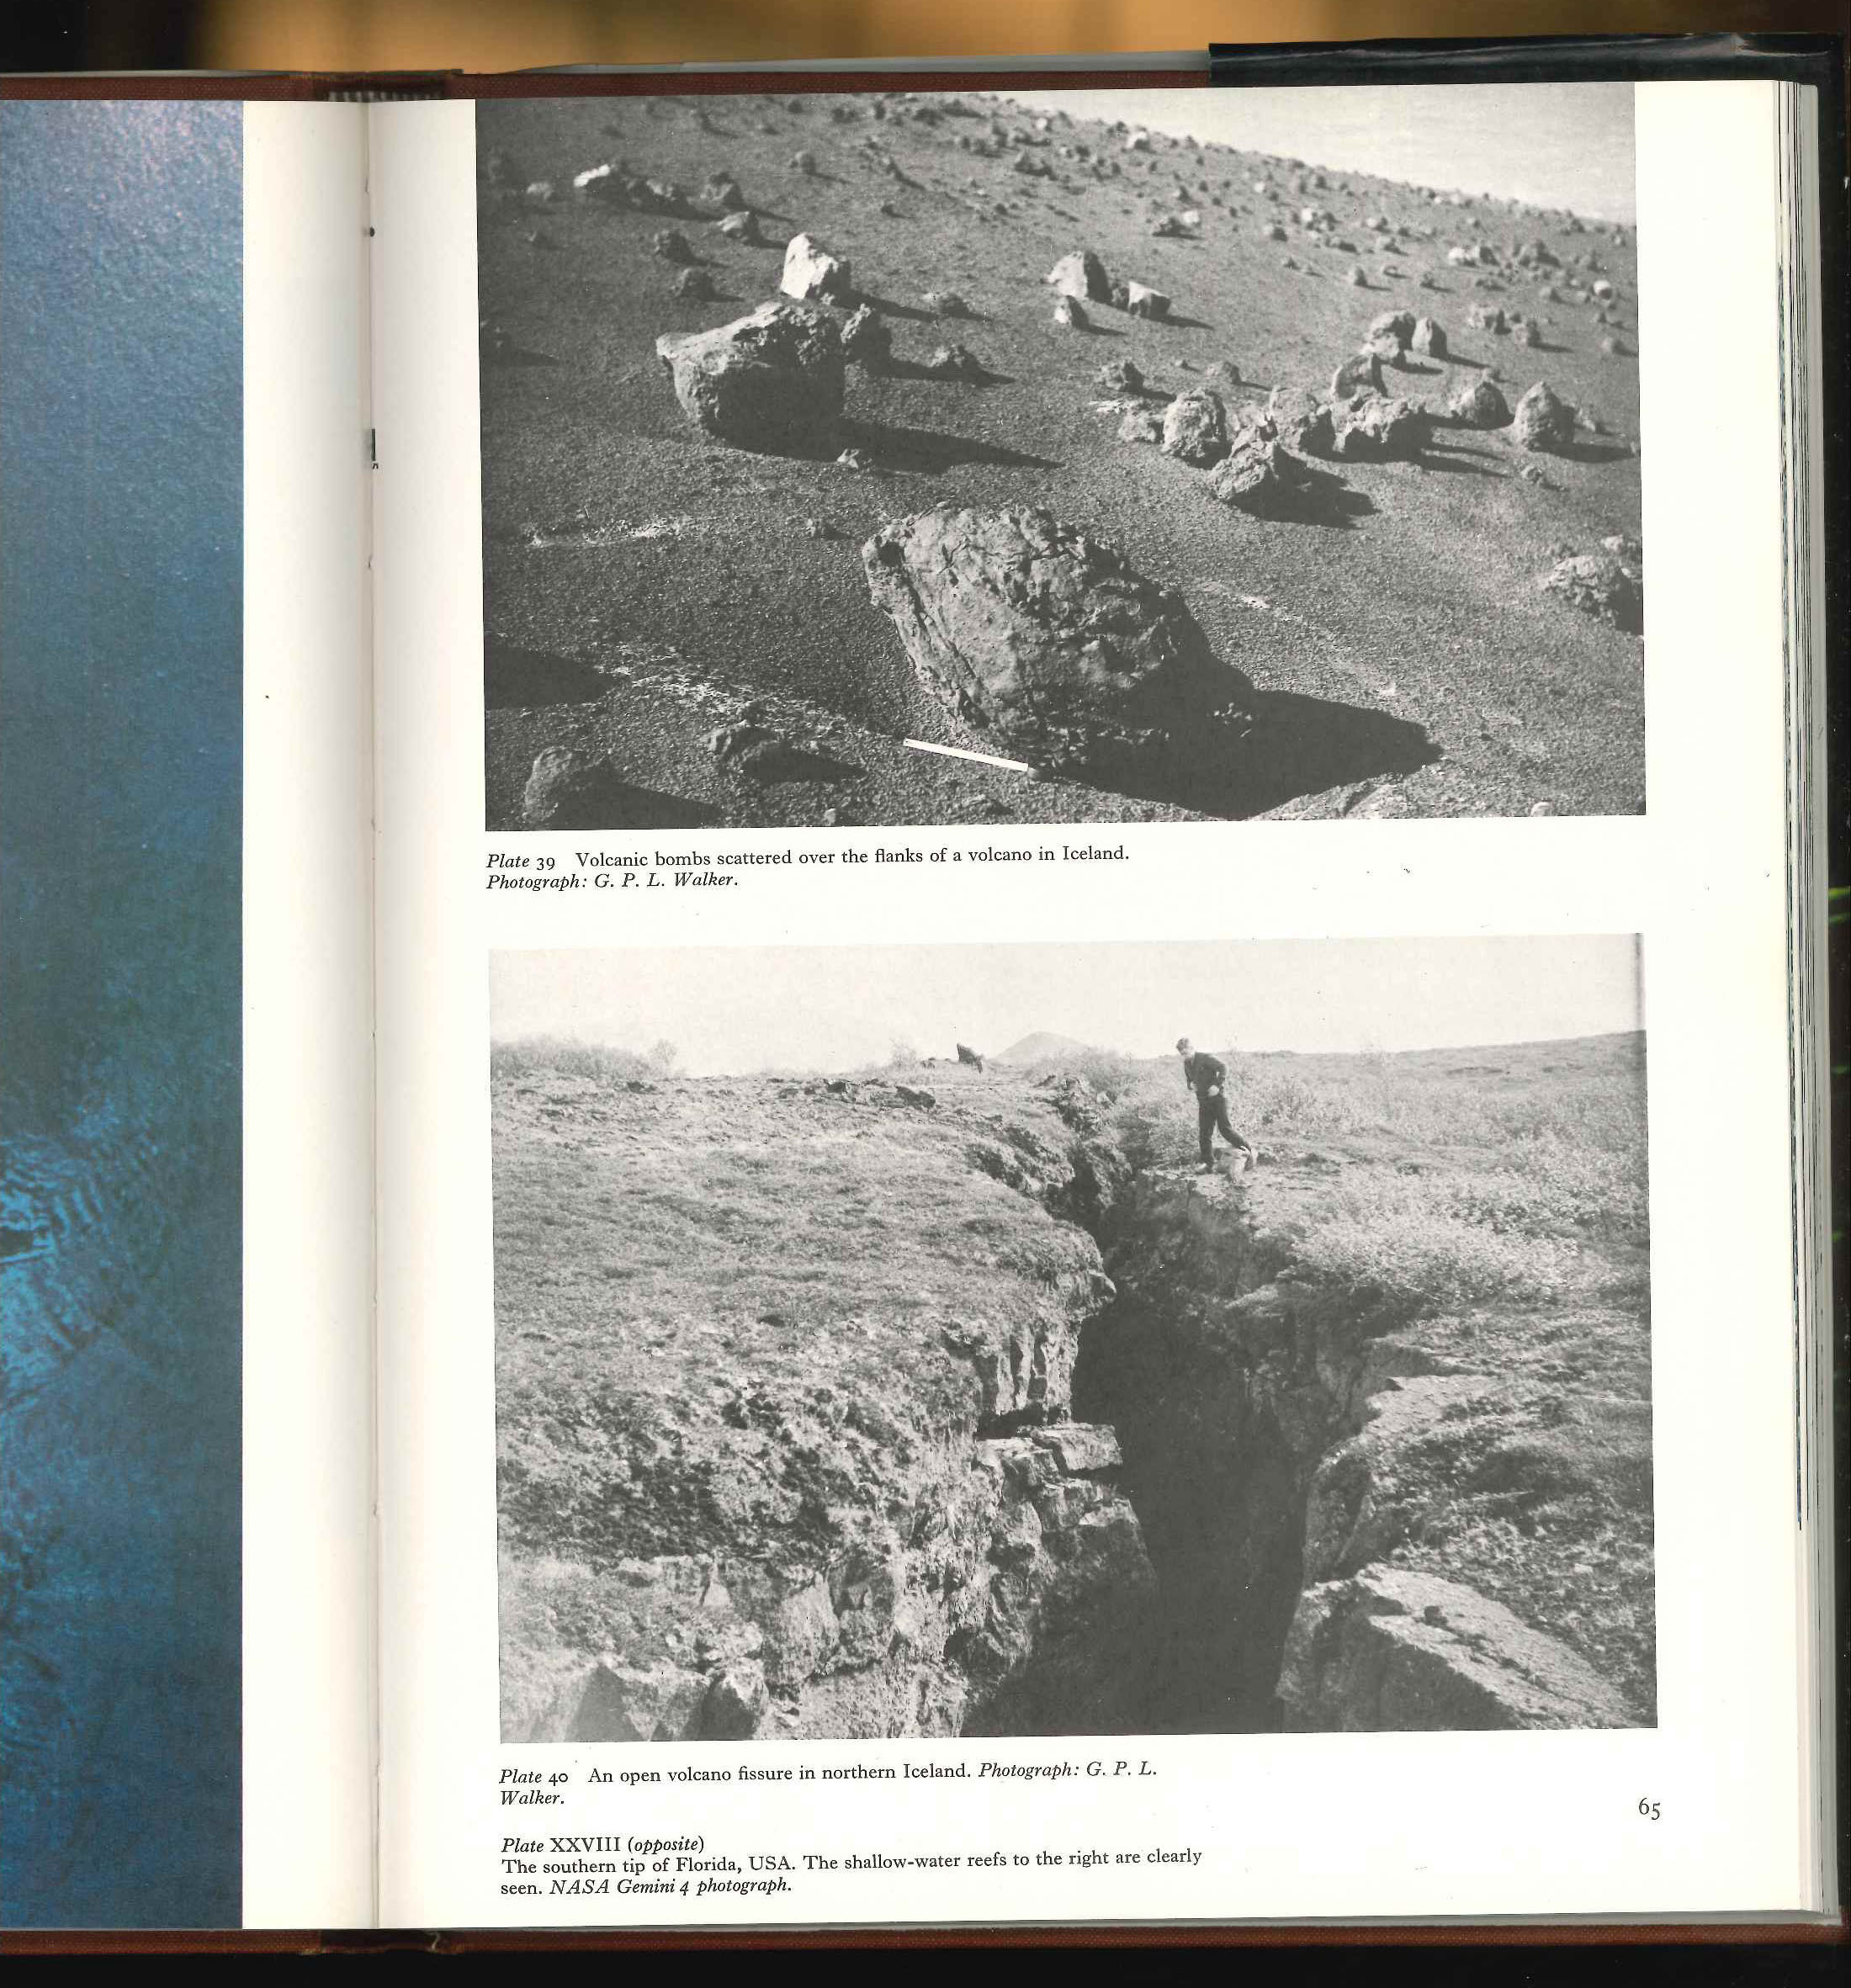 Plate 39 Volcanic bombs scattered over the flanks of a volcano in Iceland.
Photograph: G. P. L. Walker.
Plate 40 An open volcano fissure in northern Iceland. Photograph: G. P. L.
Walker.
65
Plate XXVIII (opposite)
The southern tip of Florida, USA. The shallow-water reefs to the right are clearly
seen. NASA Gemini 4 photograph.